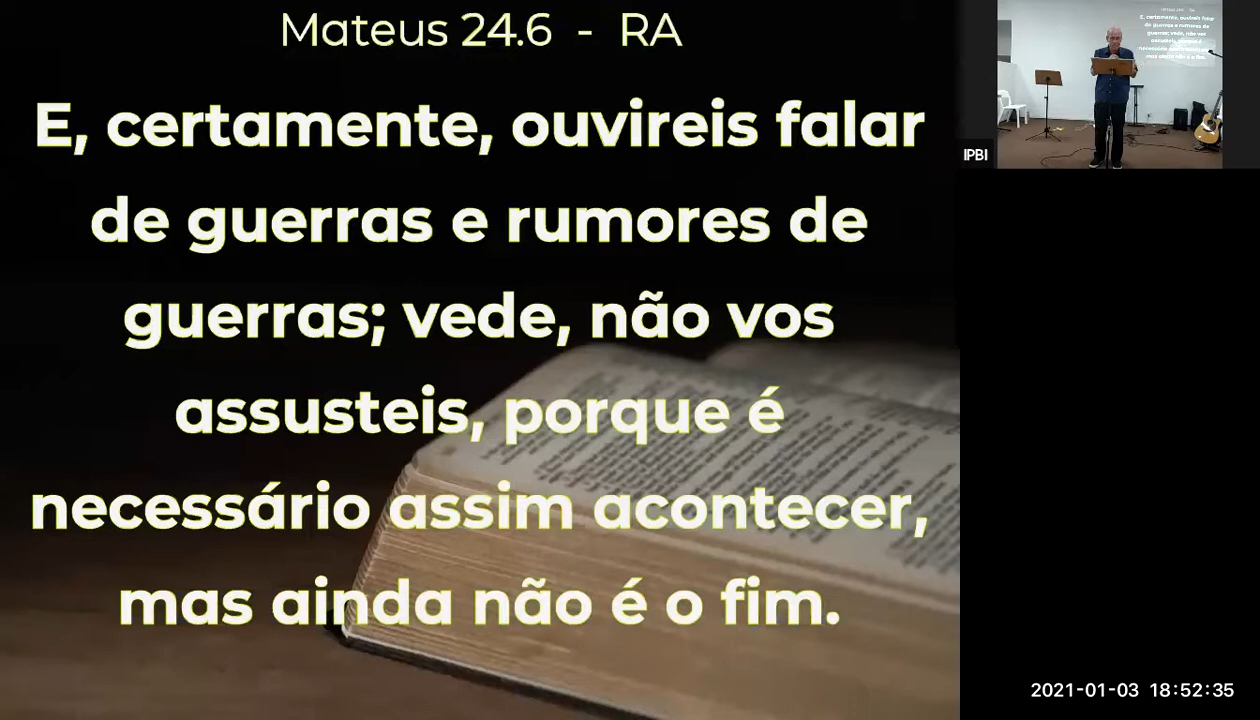 Mateus 24.6 - RA
E, certamente, ouvireis falar
de guerras e rumores de
guerras; vede, não vos
assusteis, porque é
necessário assim acontecer,
mas ainda não é o fim.
IPBI
2021-01-03 18:52:35